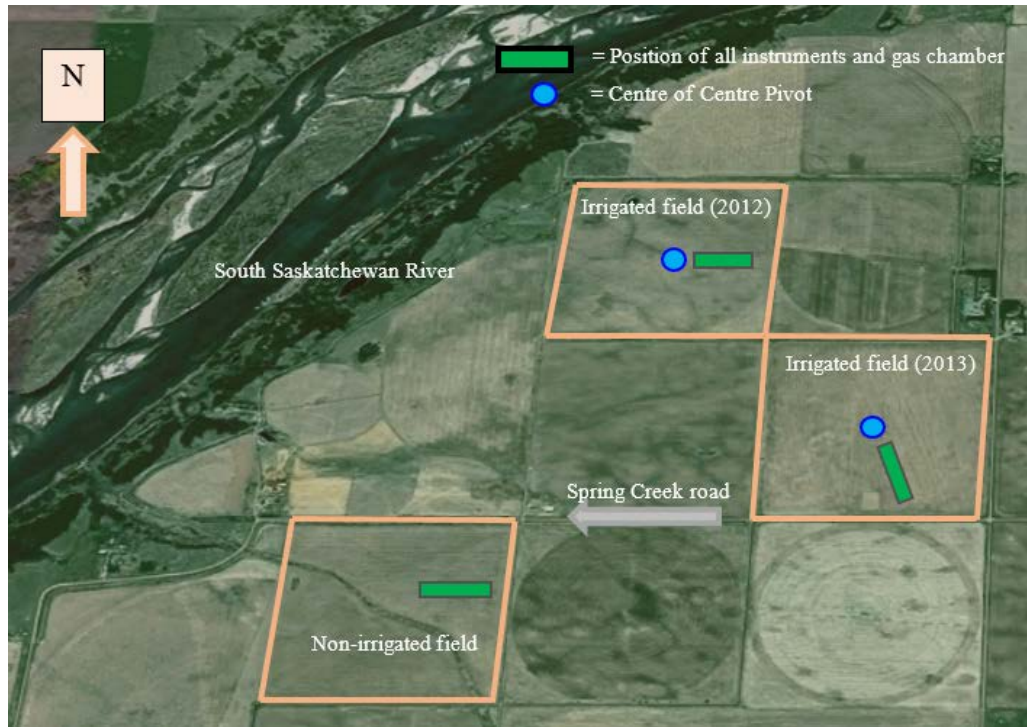 N
= Position of all instruments and gas chamber
= Centre of Centre Pivot
Irrigated field (2012)
South Saskatchewan River
Irrigated field (2013)
Spring Creek road
Non-irrigated field